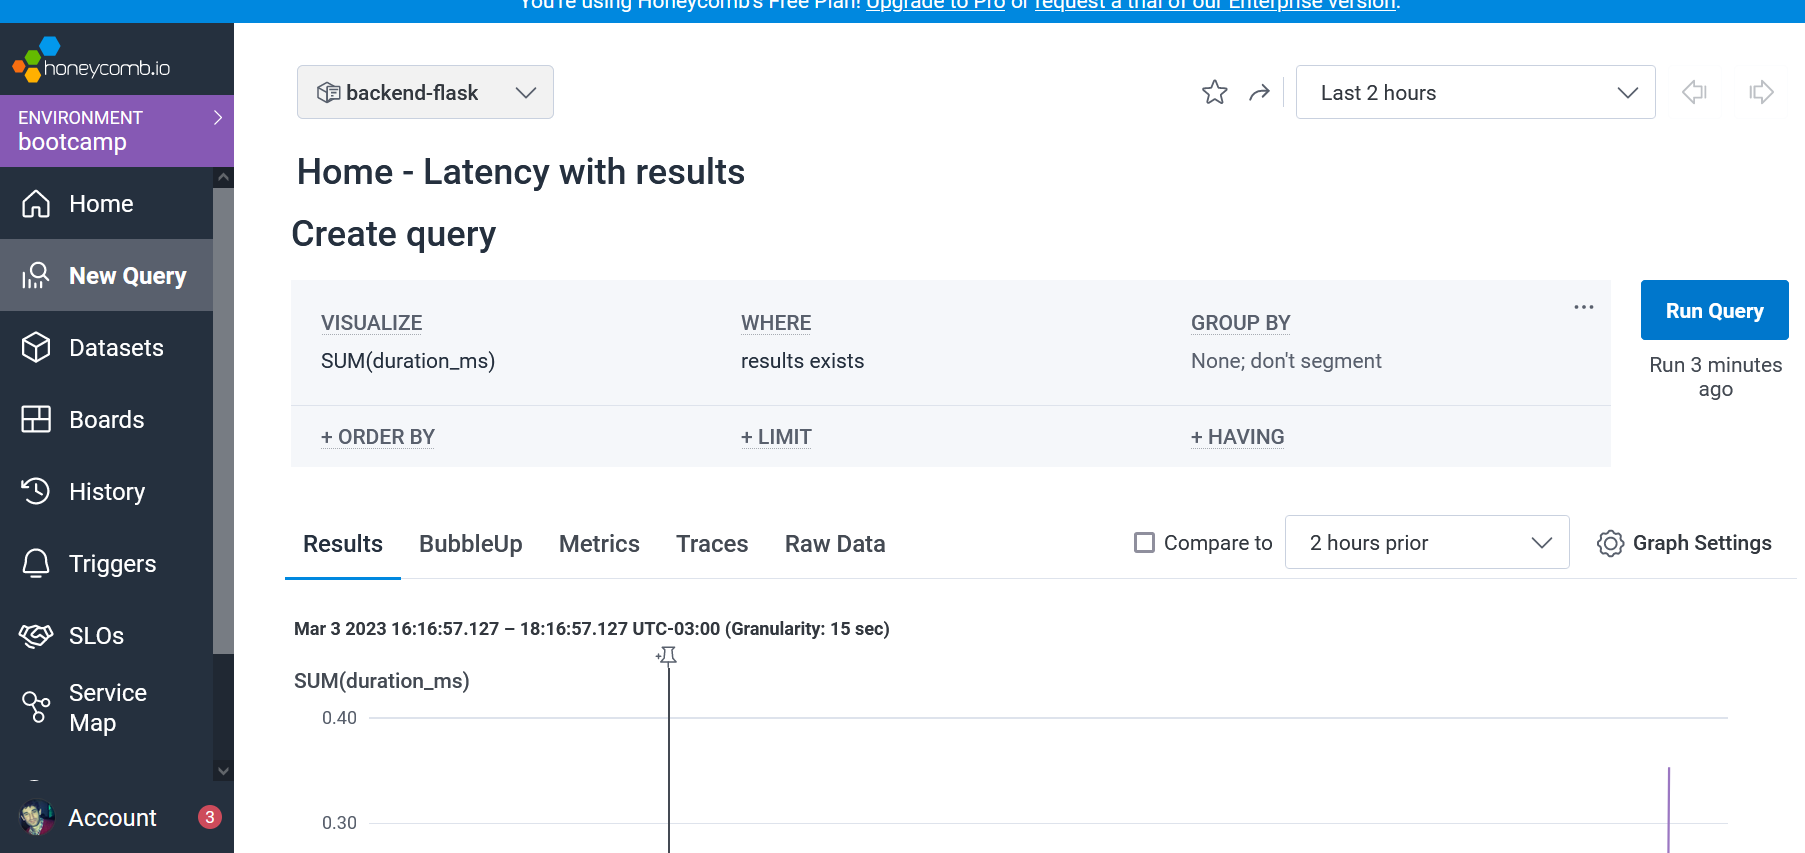 You're using Honeycomb's Free Plan! Upgrade to Pro or request a trial of our Enterprise version.
honeycomb.io
ENVIRONMENT
bootcamp
Home
New Query
Datasets
Boards
History
Triggers
SLOs
Service
Map
Account 3
backend-flask
Last 2 hours
Home - Latency with results
Create query
VISUALIZE WHERE GROUP BY
SUM(duration_ms) results exists None; don't segment
+ ORDER BY + LIMIT + HAVING
Run Query
Run 3 minutes
ago
Results BubbleUp Metrics Traces Raw Data Compare to 2 hours prior Graph Settings
Mar 3 2023 16:16:57.127 – 18:16:57.127 UTC-03:00 (Granularity: 15 sec)
SUM(duration_ms)
0.40
0.30